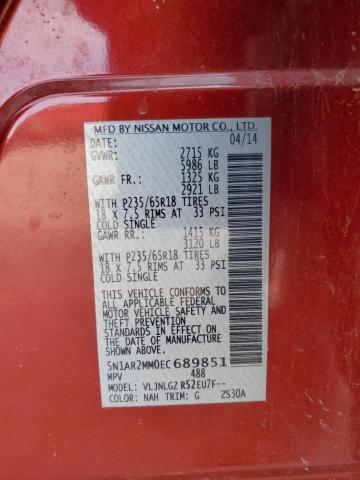 MFD BY NISSAN MOTOR CO., LTD.
DATE: 04/14
GVWR: 2715 KG
5986 LB
GAWR FR.: 1325 KG
2921 LB
WITH P235/65R18 TIRES
18 X 7.5 RIMS AT 33 PSI
COLD SINGLE
GAWR RR.: 1415 KG
3120 LB
WITH P235/65R18 TIRES
18 X 7.5 RIMS AT 33 PSI
COLD SINGLE
THIS VEHICLE CONFORMS TO
ALL APPLICABLE FEDERAL
MOTOR VEHICLE SAFETY
STANDARDS IN EFFECT ON THE
DATE OF MANUFACTURE SHOWN
ABOVE.
5N1AR2MM0EC689851
MPV 488
MODEL: VLJNLGZ R52EU7F--
COLOR: NAH TRIM: G ZS30A